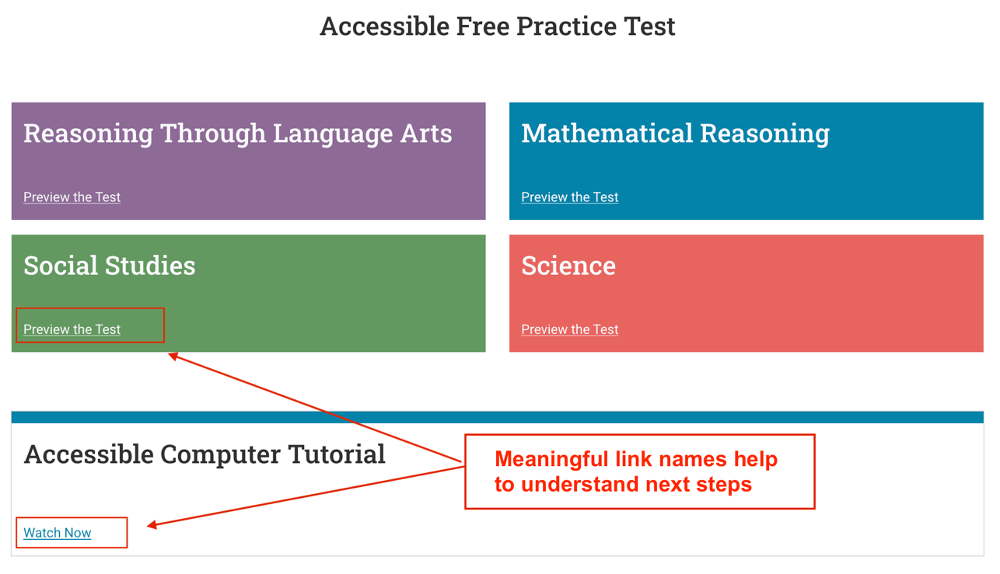 Accessible Free Practice Test
Reasoning Through Language Arts
Preview the Test
Mathematical Reasoning
Preview the Test
Social Studies
Preview the Test
Science
Preview the Test
Accessible Computer Tutorial
Watch Now
Meaningful link names help
to understand next steps